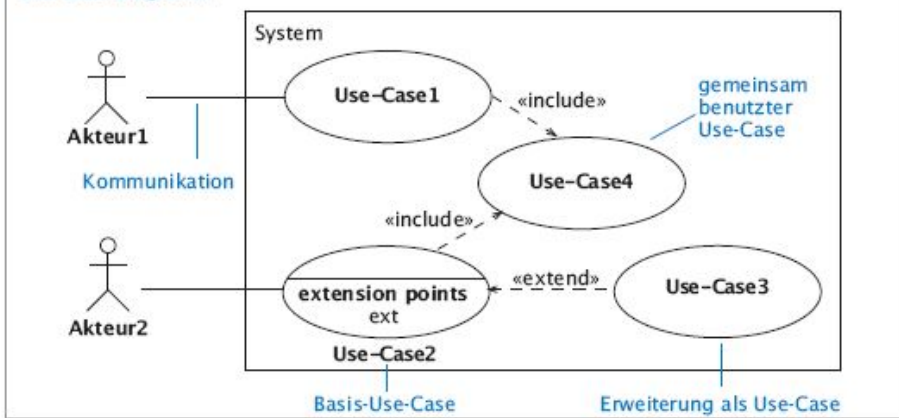 System
Use-Case1
«include»
gemeinsam
benutzter
Use-Case
Akteur1
Kommunikation
Use-Case4
«include»
«extend»
extension points
ext
Use-Case3
Akteur2
Use-Case2
Basis-Use-Case
Erweiterung als Use-Case